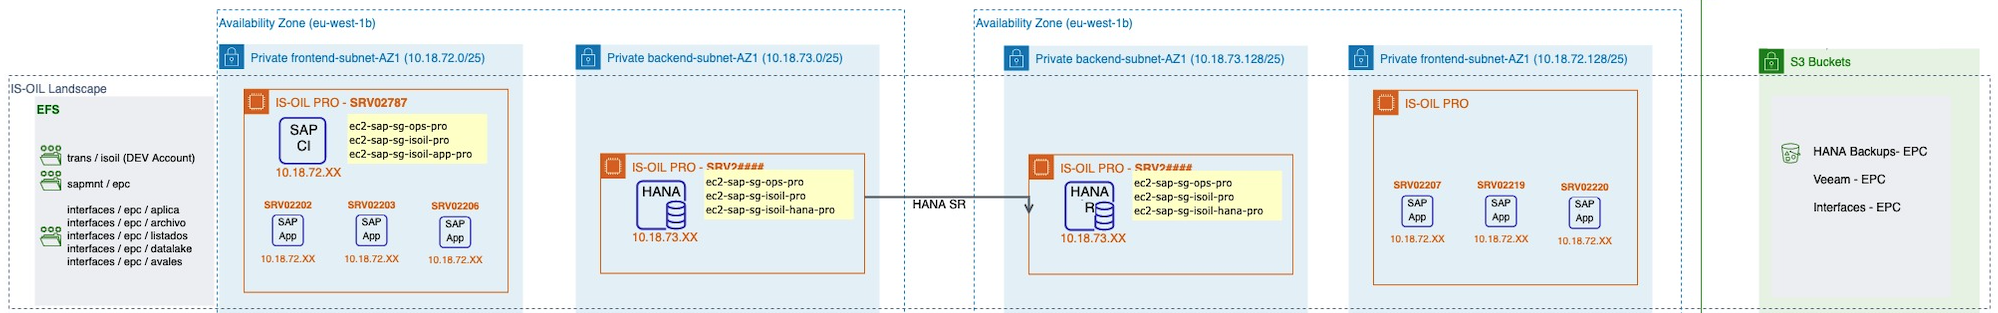 Availability Zone (eu-west-1b)
Availability Zone (eu-west-1b)
Private frontend-subnet-AZ1 (10.18.72.0/25)
Private backend-subnet-AZ1 (10.18.73.0/25)
Private backend-subnet-AZ1 (10.18.73.128/25)
Private frontend-subnet-AZ1 (10.18.72.128/25)
S3 Buckets
IS-OIL Landscape
EFS
trans / isoil (DEV Account)
sapmnt / epc
interfaces / epc / aplica
interfaces / epc / archivo
interfaces / epc / listados
interfaces / epc / datalake
interfaces / epc / avales
IS-OIL PRO - SRV02787
SAP
CI
10.18.72.XX
ec2-sap-sg-ops-pro
ec2-sap-sg-isoil-pro
ec2-sap-sg-isoil-app-pro
SRV02202
SAP
App
10.18.72.XX
SRV02203
SAP
App
10.18.72.XX
SRV02206
SAP
App
10.18.72.XX
IS-OIL PRO - SRV2####
HANA
10.18.73.XX
ec2-sap-sg-ops-pro
ec2-sap-sg-isoil-pro
ec2-sap-sg-isoil-hana-pro
HANA SR
IS-OIL PRO - SRV2####
HANA
R
10.18.73.XX
ec2-sap-sg-ops-pro
ec2-sap-sg-isoil-pro
ec2-sap-sg-isoil-hana-pro
IS-OIL PRO
SRV02207
SAP
App
10.18.72.XX
SRV02219
SAP
App
10.18.72.XX
SRV02220
SAP
App
10.18.72.XX
HANA Backups- EPC
Veeam - EPC
Interfaces - EPC